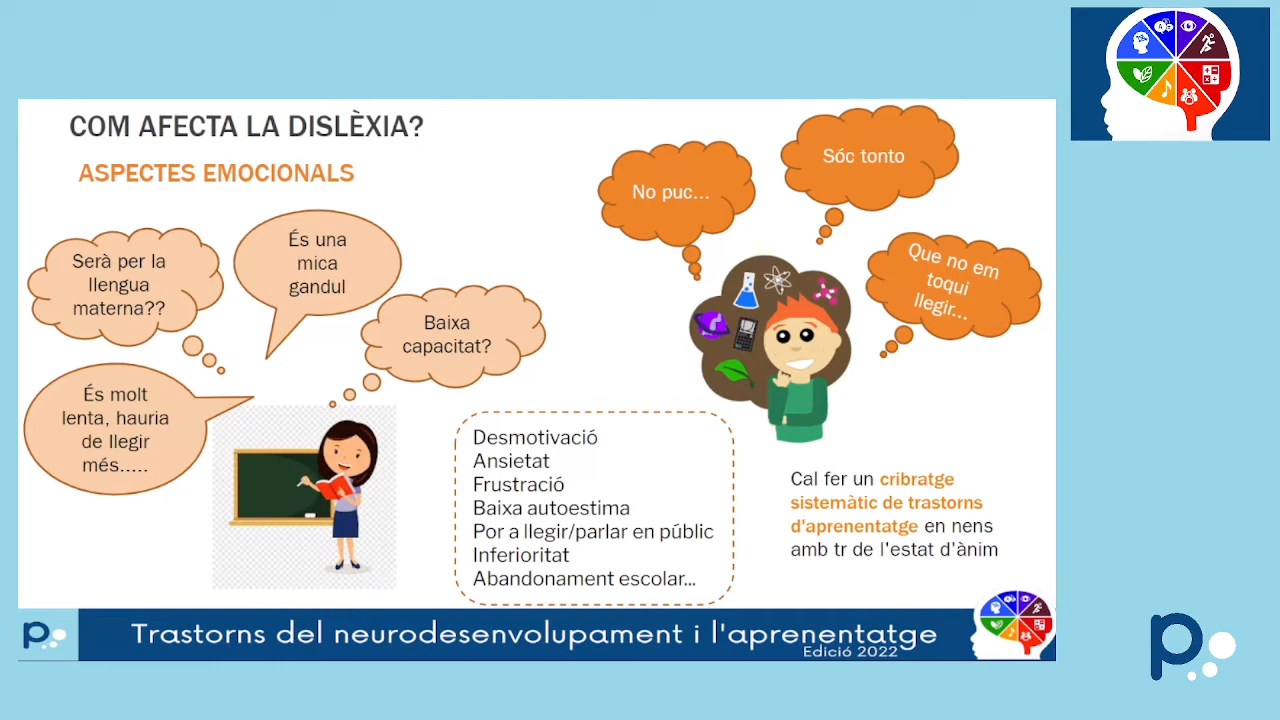 COM AFECTA LA DISLÈXIA?
ASPECTES EMOCIONALS
Serà per la
llengua
materna??
És una
mica
gandul
Baixa
capacitat?
És molt
lenta, hauria
de llegir
més.....
No puc...
Sóc tonto
Que no em
toqui
llegir...
Desmotivació
Ansietat
Frustració
Baixa autoestima
Por a llegir/parlar en públic
Inferioritat
Abandonament escolar...
Cal fer un cribratge
sistemàtic de trastorns
d'aprenentatge en nens
amb tr de l'estat d'ànim
p
Trastorns del neurodesenvolupament i l'aprenentatge
Edició 2022
p